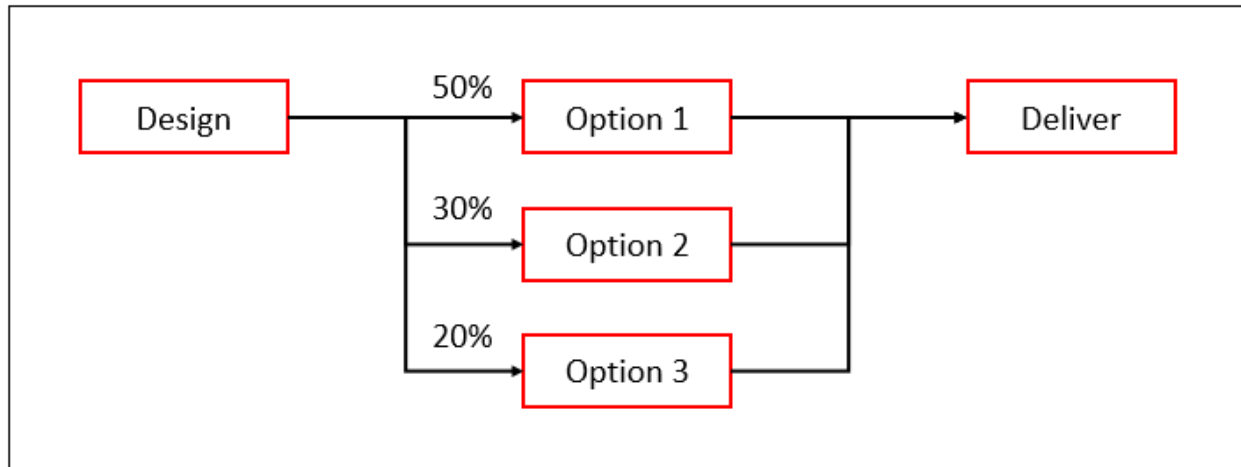 50%
Design
Option 1
Deliver
30%
Option 2
20%
Option 3